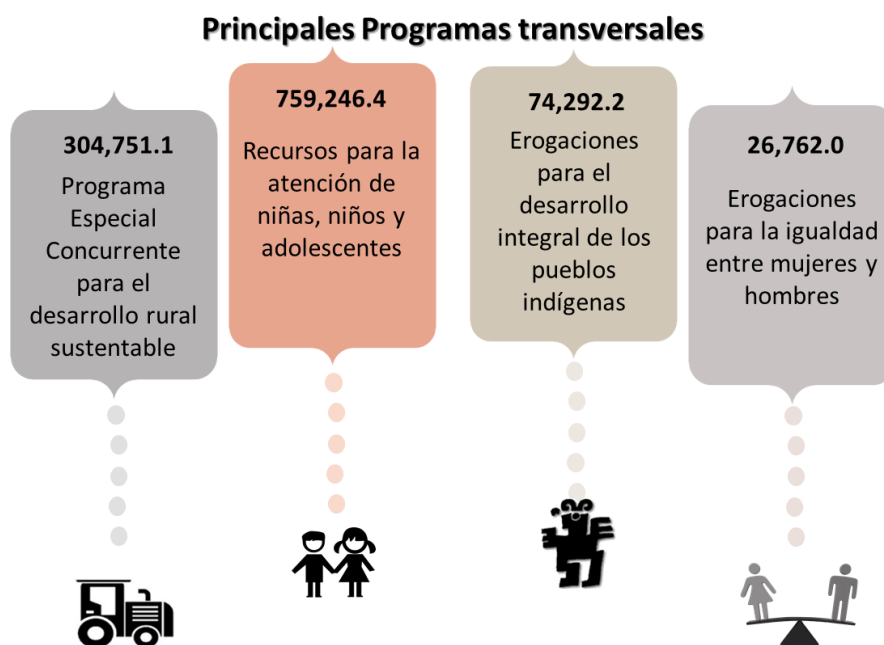 Principales Programas transversales
304,751.1
Programa
Especial
Concurrente
para el
desarrollo rural
sustentable
759,246.4
Recursos para la
atención de
niñas, niños y
adolescentes
74,292.2
Erogaciones
para el
desarrollo
integral de los
pueblos
indígenas
26,762.0
Erogaciones
para la igualdad
entre mujeres y
hombres